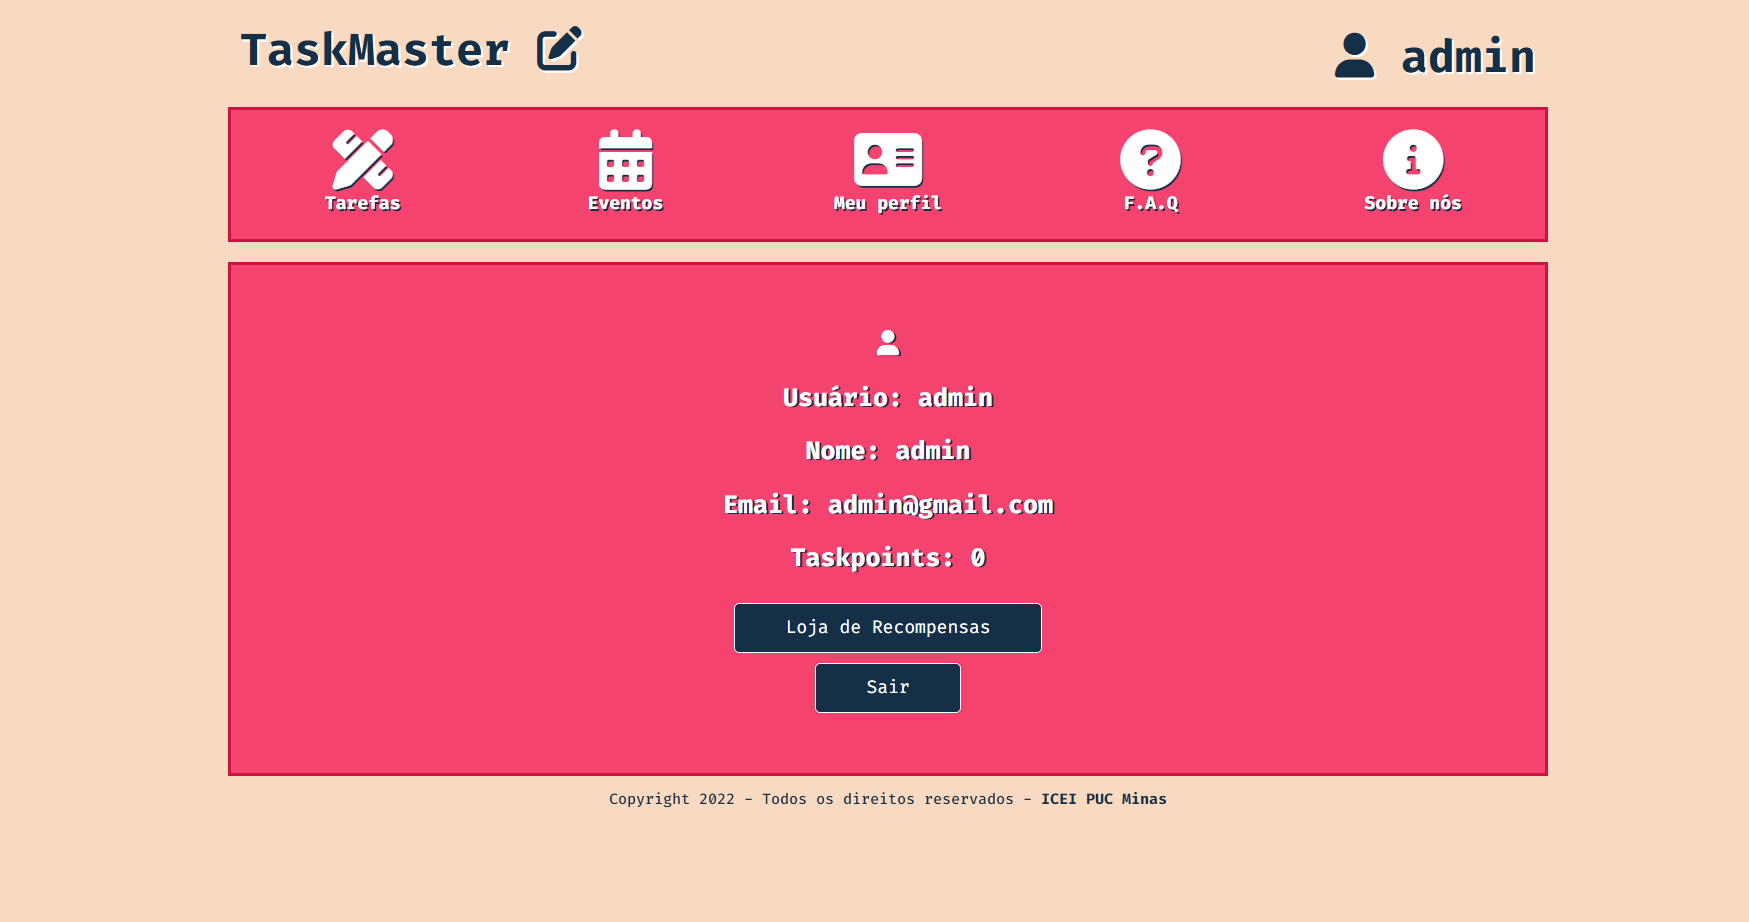 TaskMaster
admin
Tarefas
Eventos
Meu perfil
F.A.Q
Sobre nós
Usuário: admin
Nome: admin
Email: admin@gmail.com
Taskpoints: 0
Loja de Recompensas
Sair
Copyright 2022 - Todos os direitos reservados - ICEI PUC Minas